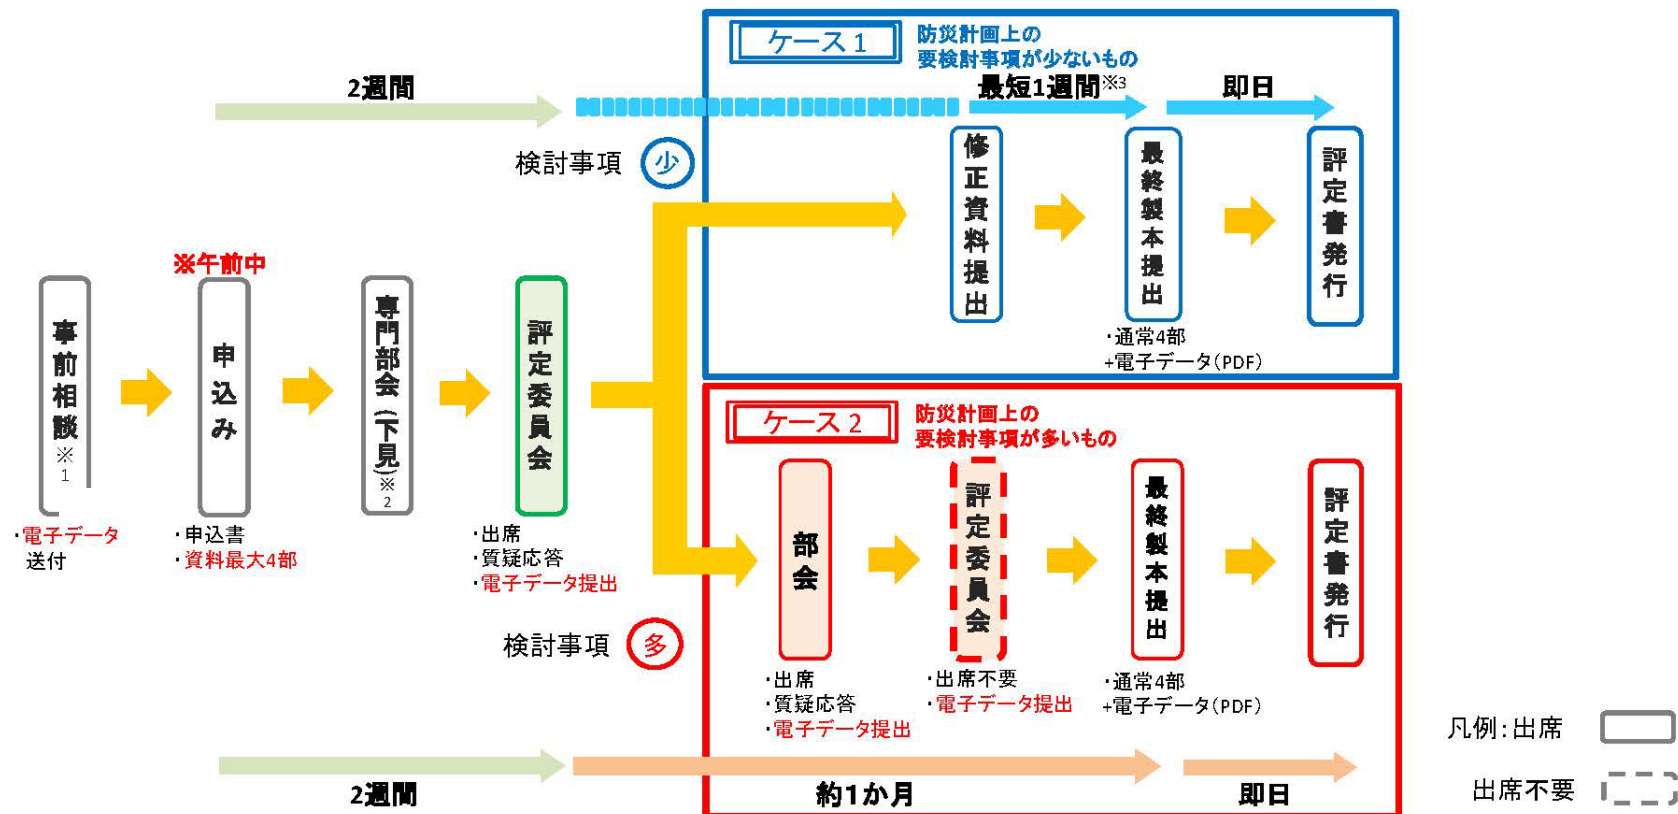 ケース1
防災計画上の
要検討事項が少ないもの
2週間
最短1週間※3
即日
検討事項 少
修正資料提出
最終製本提出
評定書発行
・通常4部
+電子データ(PDF)
※午前中
事前相談※1
申込み
専門部会(下見)※2
評定委員会
・電子データ
送付
・申込書
・資料最大4部
・出席
・質疑応答
・電子データ提出
検討事項 多
ケース2
防災計画上の
要検討事項が多いもの
部会
評定委員会
最終製本提出
評定書発行
・出席
・質疑応答
・電子データ提出
・出席不要
・電子データ提出
・通常4部
+電子データ(PDF)
2週間
約1か月
即日
凡例:出席
出席不要